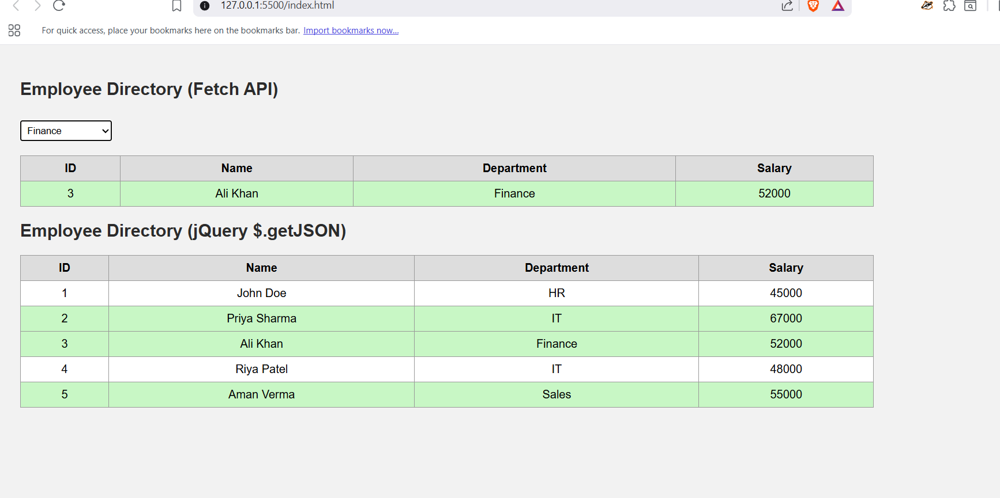 127.0.0.1:5500/index.html
For quick access, place your bookmarks here on the bookmarks bar. Import bookmarks now...
Employee Directory (Fetch API)
Finance
ID Name Department Salary
3 Ali Khan Finance 52000
Employee Directory (jQuery $.getJSON)
ID Name Department Salary
1 John Doe HR 45000
2 Priya Sharma IT 67000
3 Ali Khan Finance 52000
4 Riya Patel IT 48000
5 Aman Verma Sales 55000